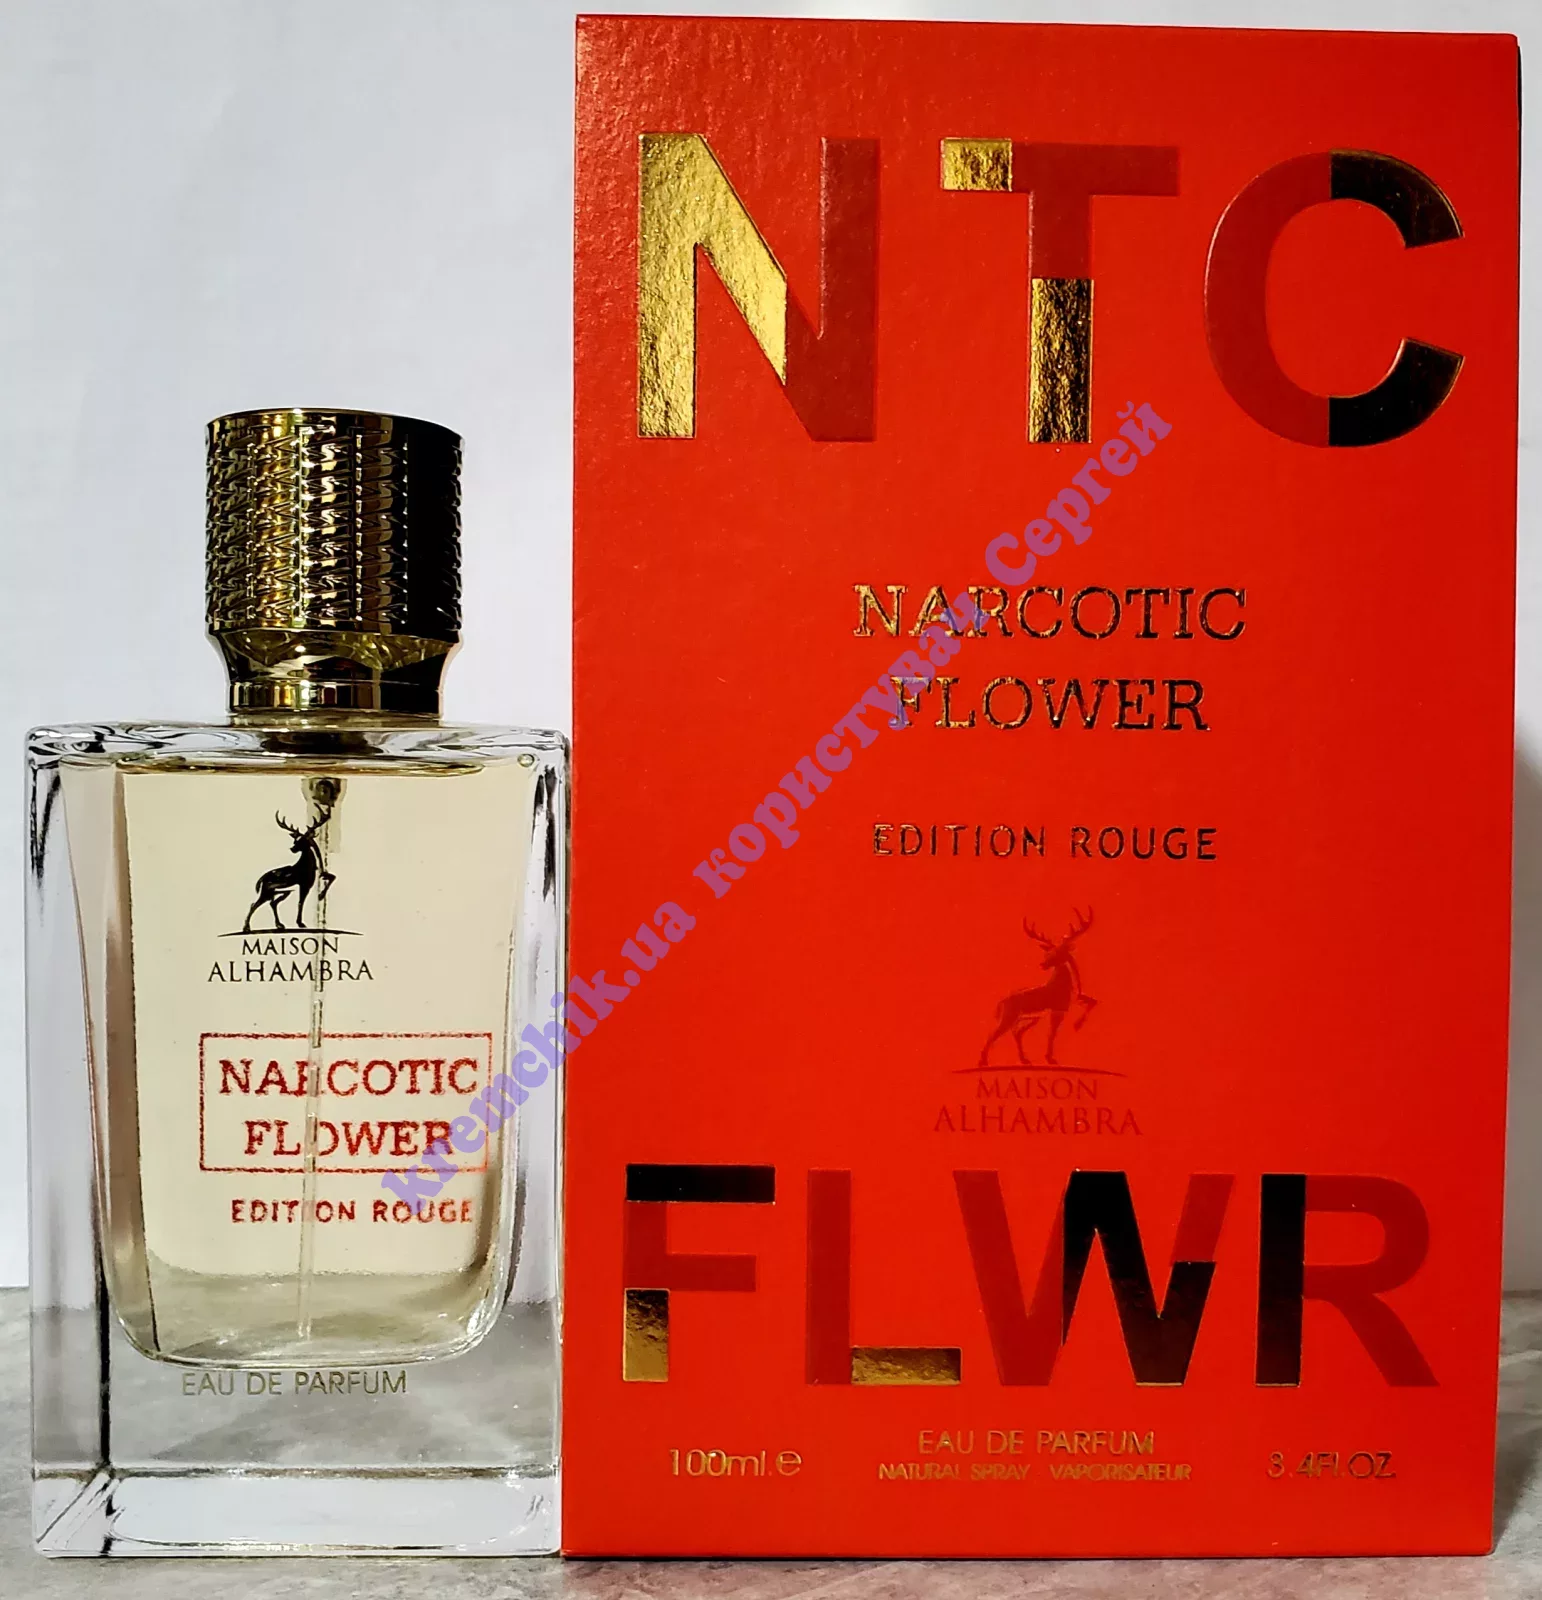 NTC
NARCOTIC
FLOWER
EDITION ROUGE
MAISON
ALHAMBRA
FLWR
EAU DE PARFUM
NATURAL SPRAY - VAPORISATEUR
100ml.e
3.4Fl.OZ.
MAISON
ALHAMBRA
NARCOTIC
FLOWER
EDITION ROUGE
EAU DE PARFUM
kremchik.ua користувач Сергей